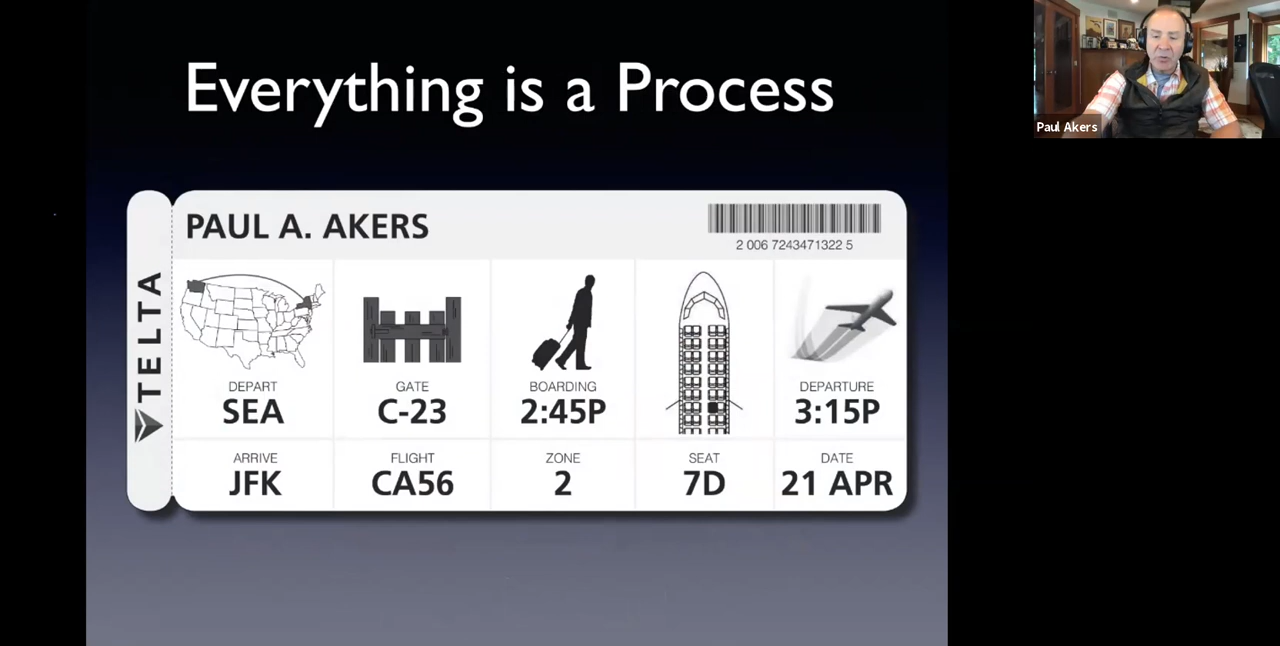 Everything is a Process
Paul Akers
PAUL A. AKERS
2 006 7243471322 5
TELTA
DEPART
SEA
GATE
C-23
BOARDING
2:45P
DEPARTURE
3:15P
ARRIVE
JFK
FLIGHT
CA56
ZONE
2
SEAT
7D
DATE
21 APR